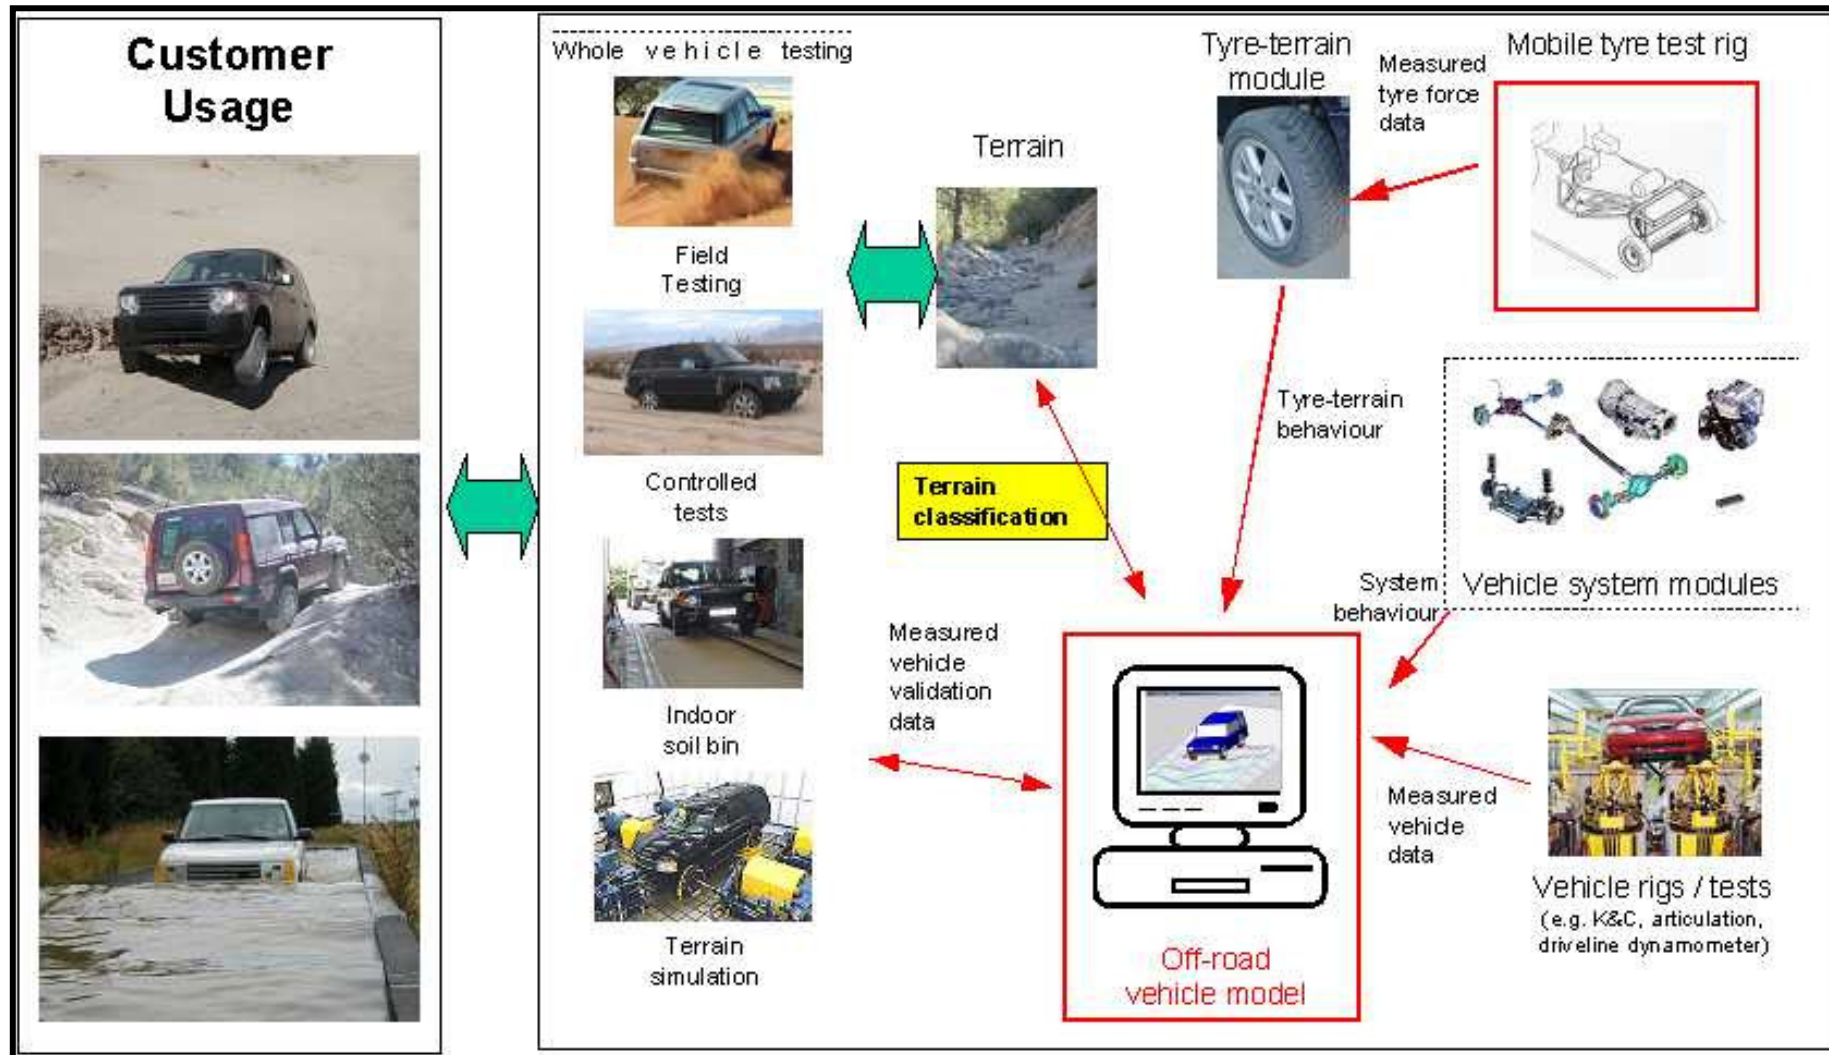 Customer
Usage
Whole vehicle testing
Field
Testing
Controlled
tests
Indoor
soil bin
Terrain
simulation
Terrain
Terrain
classification
Measured
vehicle
validation
data
Tyre-terrain
module
Measured
tyre force
data
Mobile tyre test rig
Tyre-terrain
behaviour
System
behaviour
Vehicle system modules
Measured
vehicle
data
Vehicle rigs / tests
(e.g. K&C, articulation,
driveline dynamometer)
Off-road
vehicle model